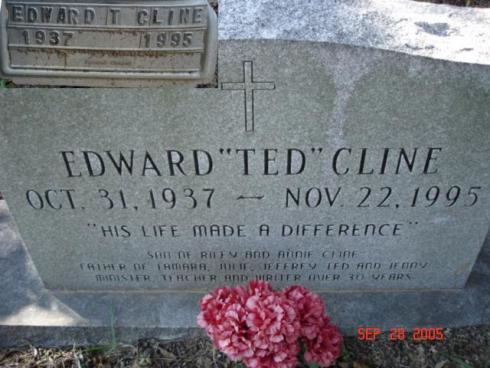 EDWARD T CLINE
1937 1995
EDWARD "TED" CLINE
OCT. 31, 1937 — NOV. 22, 1995
"HIS LIFE MADE A DIFFERENCE"
SON OF RILEY AND ANNIE CLINE
FATHER OF TAMARA, JULIE, JEFFREY, TED AND JENNY
MINISTER, TEACHER AND WRITER OVER 30 YEARS
SEP 28 2005